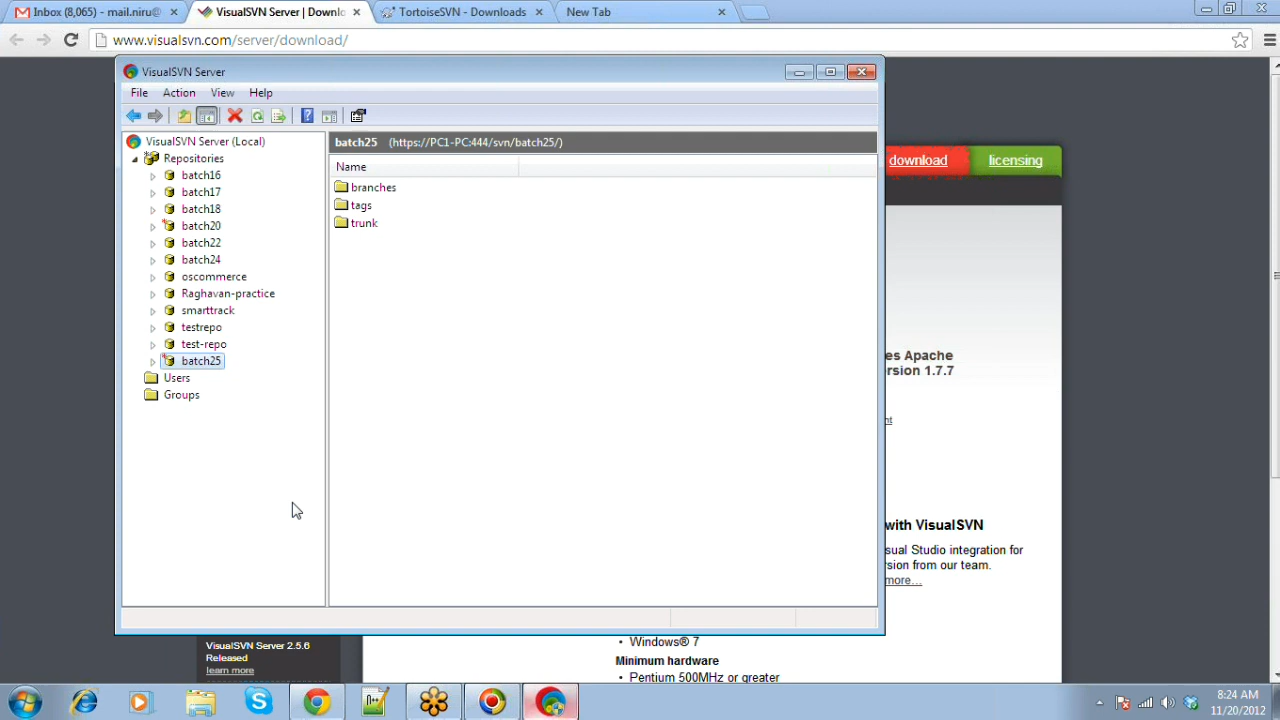 Inbox (8,065) - mail.niru@
VisualSVN Server | Downlo
TortoiseSVN - Downloads
New Tab
www.visualsvn.com/server/download/
VisualSVN Server
File Action View Help
VisualSVN Server (Local)
Repositories
batch16
batch17
batch18
batch20
batch22
batch24
oscommerce
Raghavan-practice
smarttrack
testrepo
test-repo
batch25
Users
Groups
batch25 (https://PC1-PC:444/svn/batch25/)
Name
branches
tags
trunk
download licensing
es Apache
rsion 1.7.7
nt
with VisualSVN
sual Studio integration for
rsion from our team.
more...
VisualSVN Server 2.5.6
Released
learn more
• Windows® 7
Minimum hardware
• Pentium 500MHz or greater
8:24 AM
11/20/2012